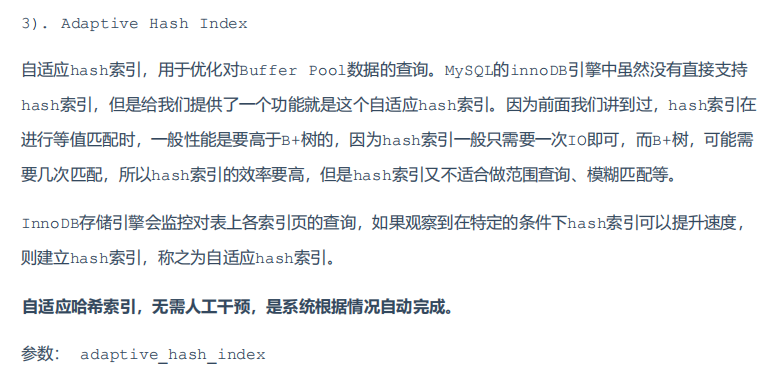 3). Adaptive Hash Index
自适应hash索引，用于优化对Buffer Pool数据的查询。MySQL的innoDB引擎中虽然没有直接支持
hash索引，但是给我们提供了一个功能就是这个自适应hash索引。因为前面我们讲到过，hash索引在
进行等值匹配时，一般性能是要高于B+树的，因为hash索引一般只需要一次IO即可，而B+树，可能需
要几次匹配，所以hash索引的效率要高，但是hash索引又不适合做范围查询、模糊匹配等。
InnoDB存储引擎会监控对表上各索引页的查询，如果观察到在特定的条件下hash索引可以提升速度，
则建立hash索引，称之为自适应hash索引。
自适应哈希索引，无需人工干预，是系统根据情况自动完成。
参数： adaptive_hash_index